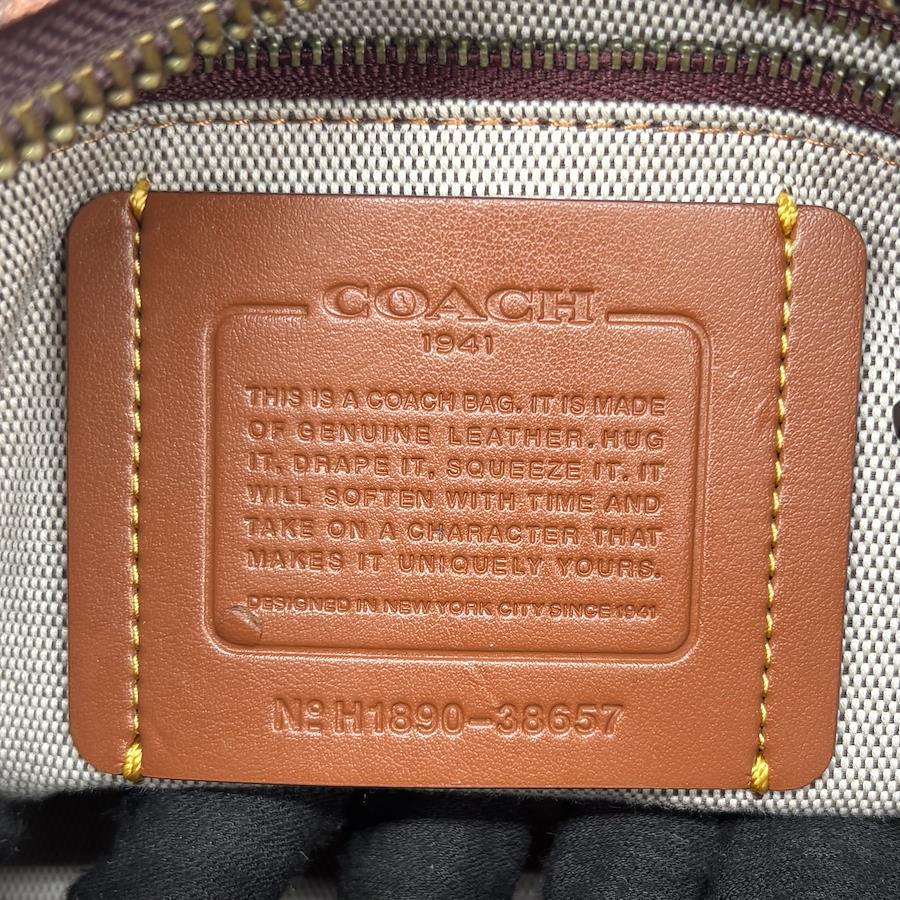 COACH
1941
THIS IS A COACH BAG. IT IS MADE
OF GENUINE LEATHER. HUG
IT, DRAPE IT, SQUEEZE IT. IT
WILL SOFTEN WITH TIME AND
TAKE ON A CHARACTER THAT
MAKES IT UNIQUELY YOURS.
DESIGNED IN NEW YORK CITY SINCE 1941
Nº H1890-38657